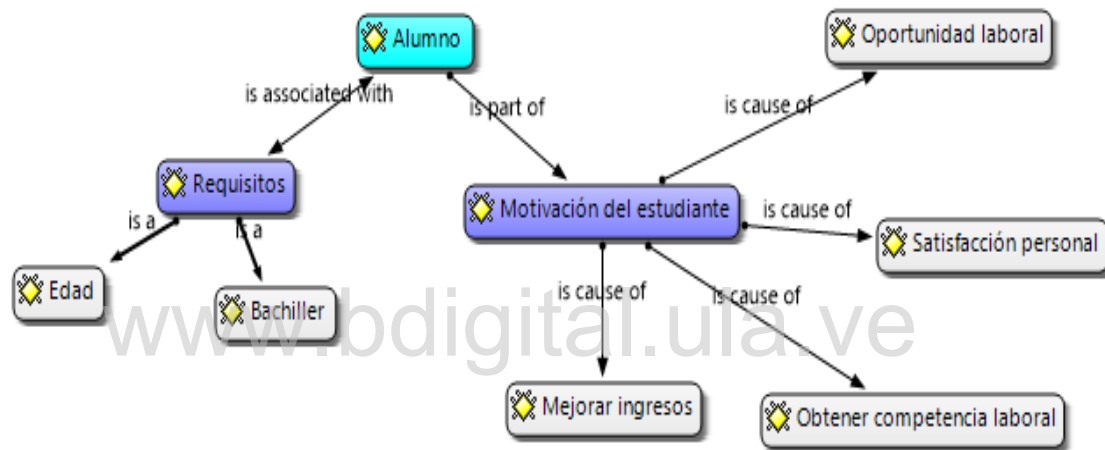 Alumno
Oportunidad laboral
is associated with
is part of
is cause of
Requisitos
Motivación del estudiante
is cause of
is a
is a
Satisfacción personal
Edad
Bachiller
is cause of
is cause of
www.bdigital.ula.ve
Mejorar ingresos
Obtener competencia laboral